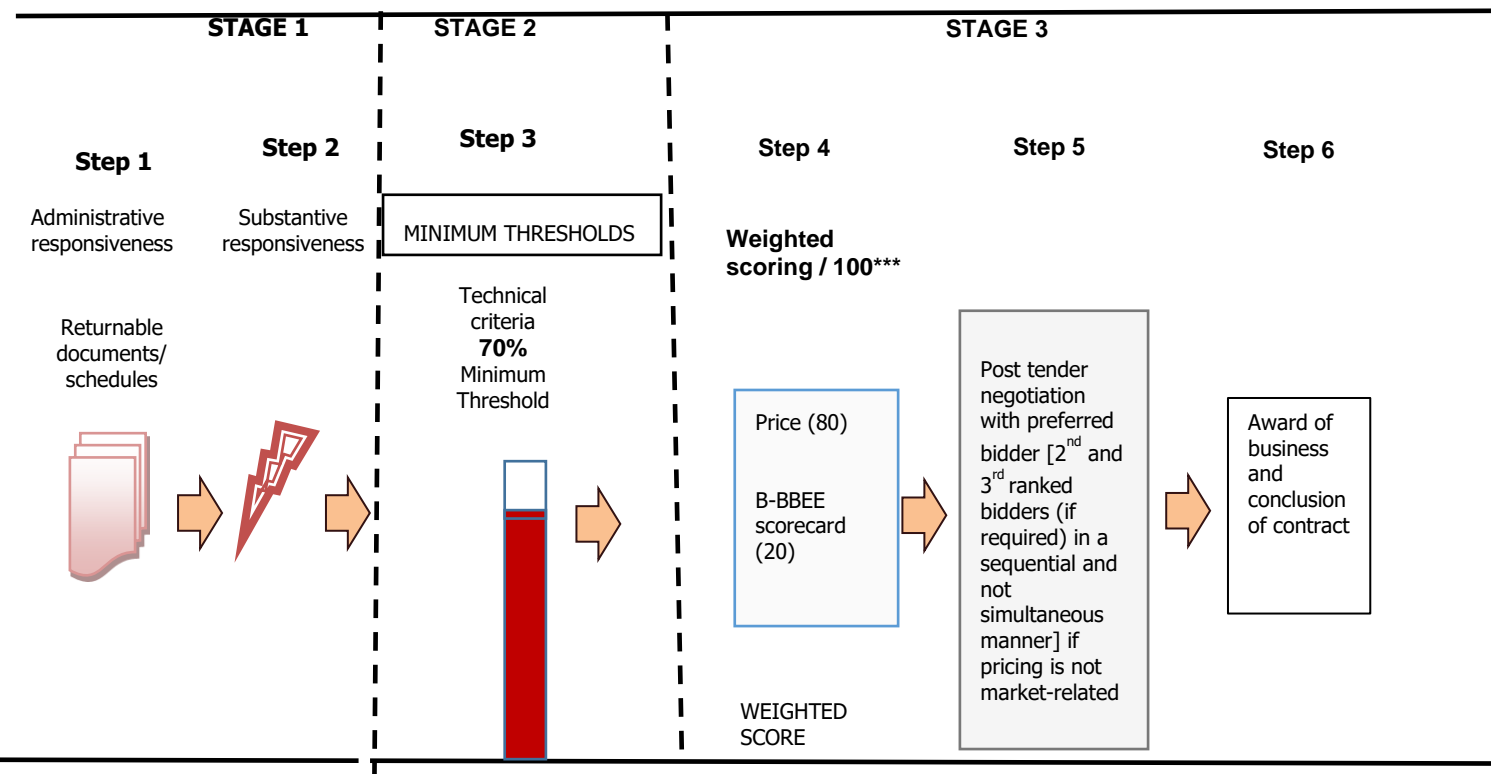 STAGE 1
STAGE 2
STAGE 3
Step 1
Step 2
Step 3
Step 4
Step 5
Step 6
Administrative
responsiveness
Substantive
responsiveness
MINIMUM THRESHOLDS
Weighted
scoring / 100***
Returnable
documents/
schedules
Technical
criteria
70%
Minimum
Threshold
Price (80)
B-BBEE
scorecard
(20)
WEIGHTED
SCORE
Post tender
negotiation
with preferred
bidder [2nd and
3rd ranked
bidders (if
required) in a
sequential and
not
simultaneous
manner] if
pricing is not
market-related
Award of
business
and
conclusion
of contract